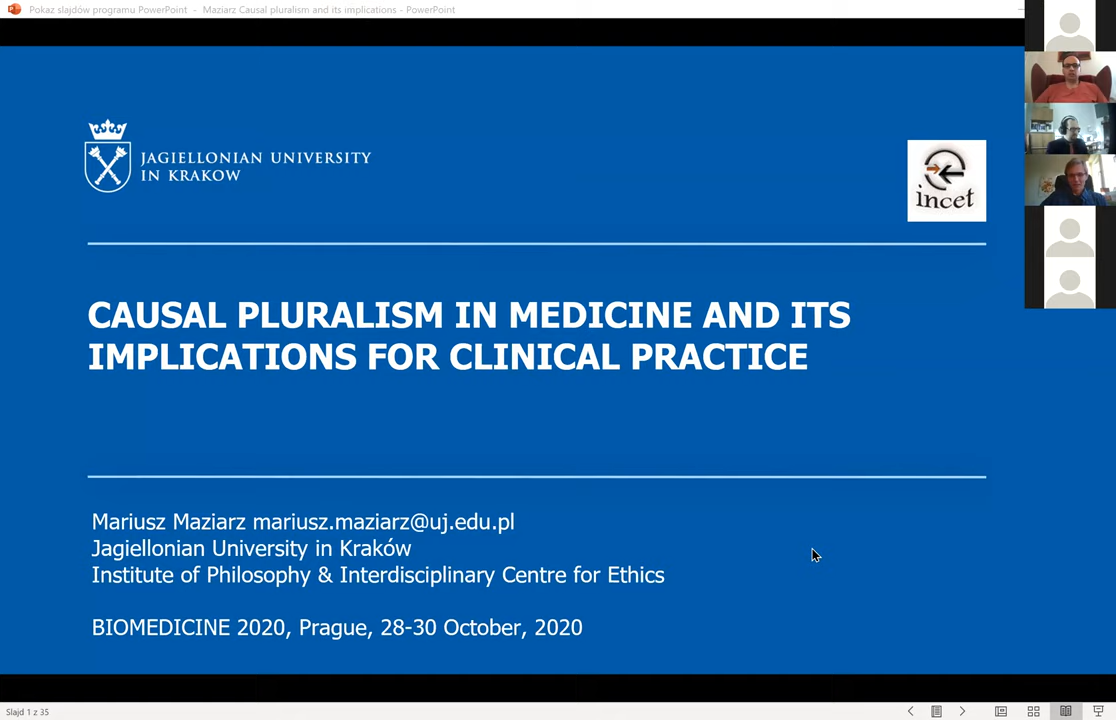 Pokaz slajdów programu PowerPoint - Maziarz Causal pluralism and its implications - PowerPoint
JAGIELLONIAN UNIVERSITY
IN KRAKOW
incet
CAUSAL PLURALISM IN MEDICINE AND ITS
IMPLICATIONS FOR CLINICAL PRACTICE
Mariusz Maziarz mariusz.maziarz@uj.edu.pl
Jagiellonian University in Kraków
Institute of Philosophy & Interdisciplinary Centre for Ethics
BIOMEDICINE 2020, Prague, 28-30 October, 2020
Slajd 1 z 35